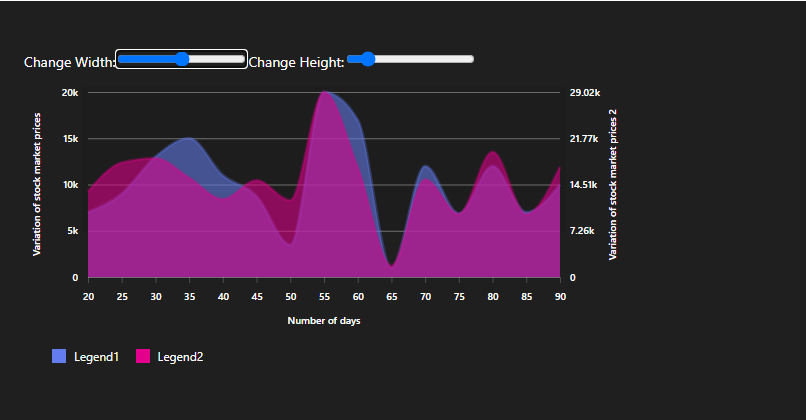 Change Width: Change Height:
20k 29.02k
15k 21.77k
10k 14.51k
5k 7.26k
0 0
Variation of stock market prices
Variation of stock market prices 2
20 25 30 35 40 45 50 55 60 65 70 75 80 85 90
Number of days
Legend1 Legend2